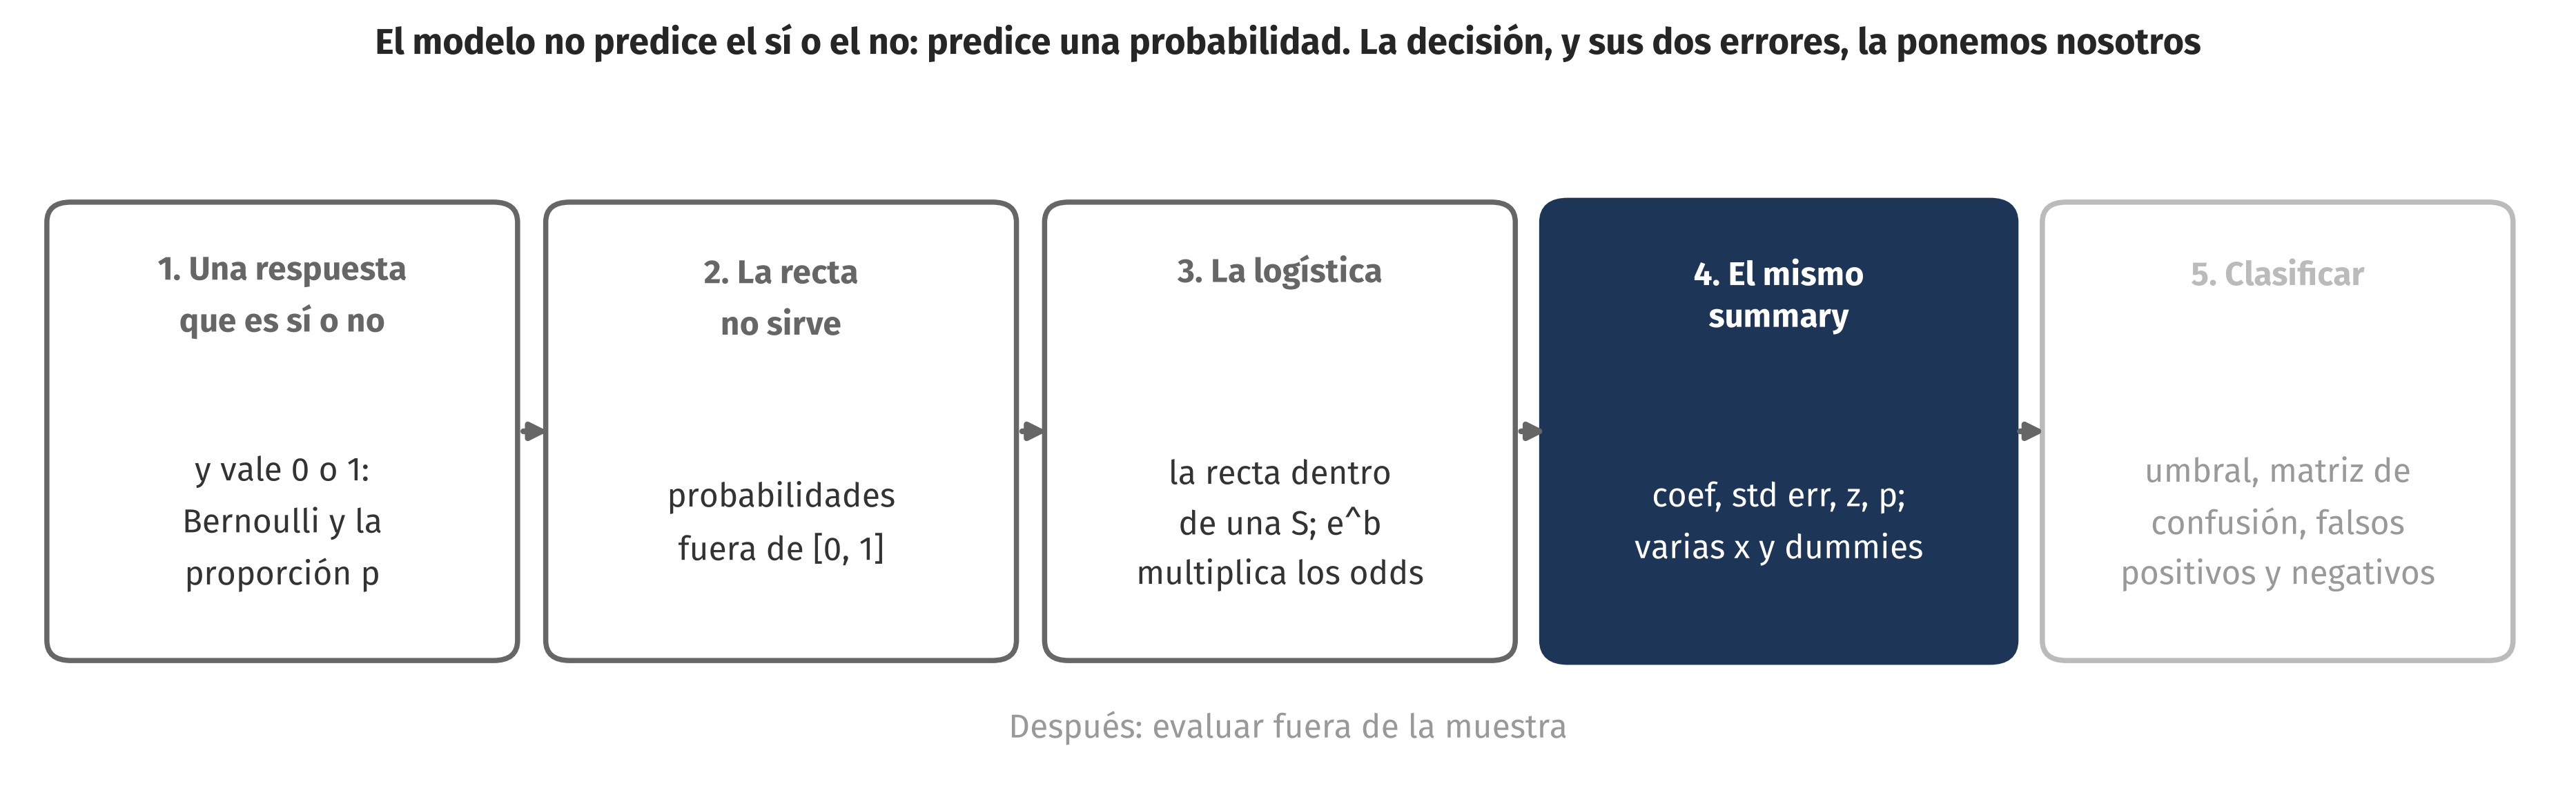 El modelo no predice el sí o el no: predice una probabilidad. La decisión, y sus dos errores, la ponemos nosotros
1. Una respuesta
que es sí o no
y vale 0 o 1:
Bernoulli y la
proporción p
2. La recta
no sirve
probabilidades
fuera de [0, 1]
3. La logística
la recta dentro
de una S; e^b
multiplica los odds
4. El mismo
summary
coef, std err, z, p;
varias x y dummies
5. Clasificar
umbral, matriz de
confusión, falsos
positivos y negativos
Después: evaluar fuera de la muestra